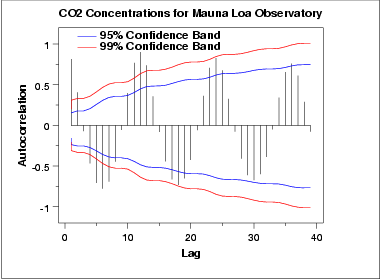 CO2 Concentrations for Mauna Loa Observatory
95% Confidence Band
99% Confidence Band
1
0.5
0
-0.5
-1
Autocorrelation
0 10 20 30 40
Lag